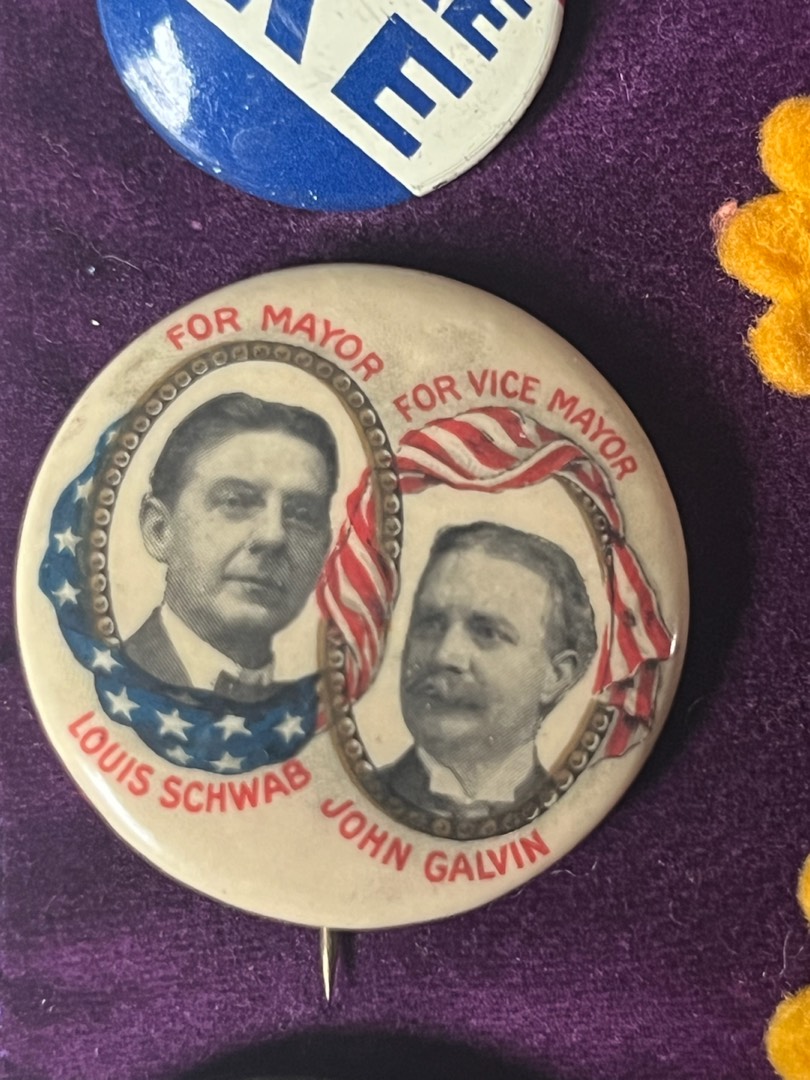 FOR MAYOR
FOR VICE MAYOR
LOUIS SCHWAB
JOHN GALVIN